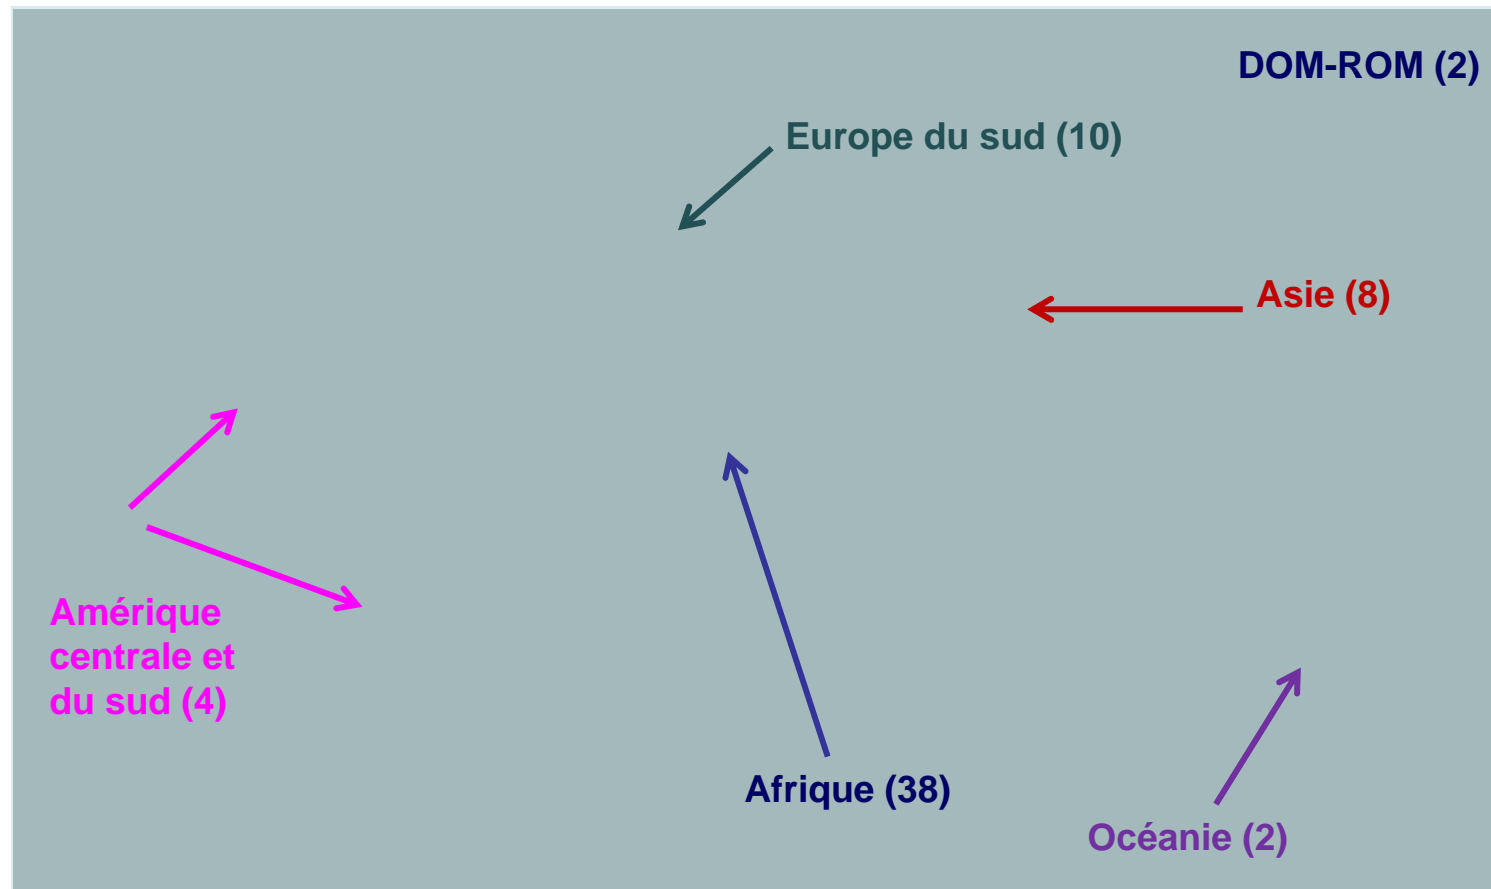 DOM-ROM (2)
Europe du sud (10)
Asie (8)
Amérique
centrale et
du sud (4)
Afrique (38)
Océanie (2)